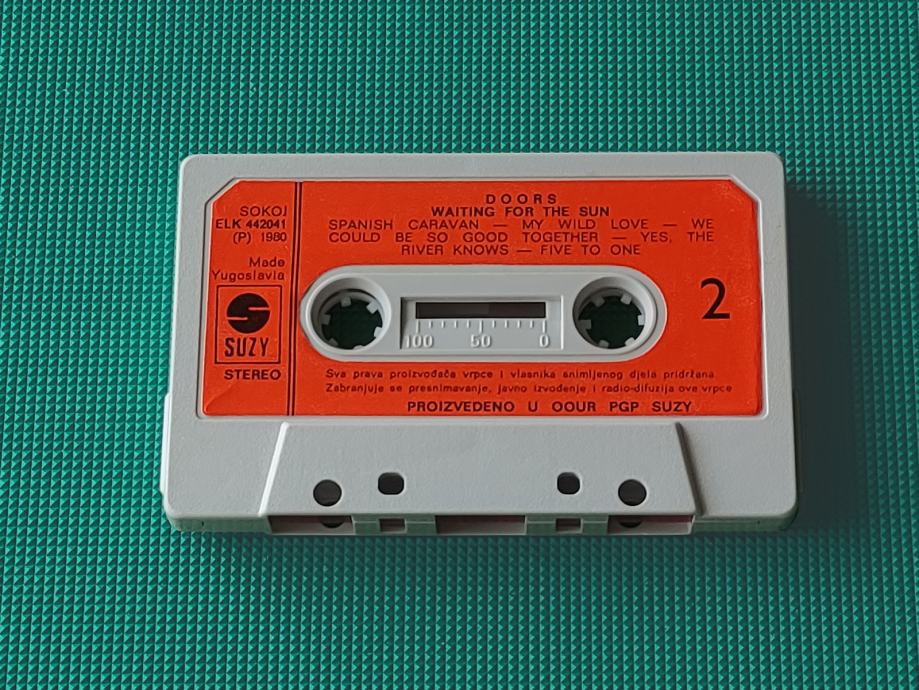 SOKOJ
ELK 442041
(P) 1980
Made
Yugoslavia
SUZY
STEREO
DOORS
WAITING FOR THE SUN
SPANISH CARAVAN — MY WILD LOVE — WE
COULD BE SO GOOD TOGETHER — YES, THE
RIVER KNOWS — FIVE TO ONE
2
100 50 0
Sva prava proizvođača vrpce i vlasnika snimljenog djela pridržana
Zabranjuje se presnimavanje, javno izvođenje i radio-difuzija ove vrpce
PROIZVEDENO U OOUR PGP SUZY